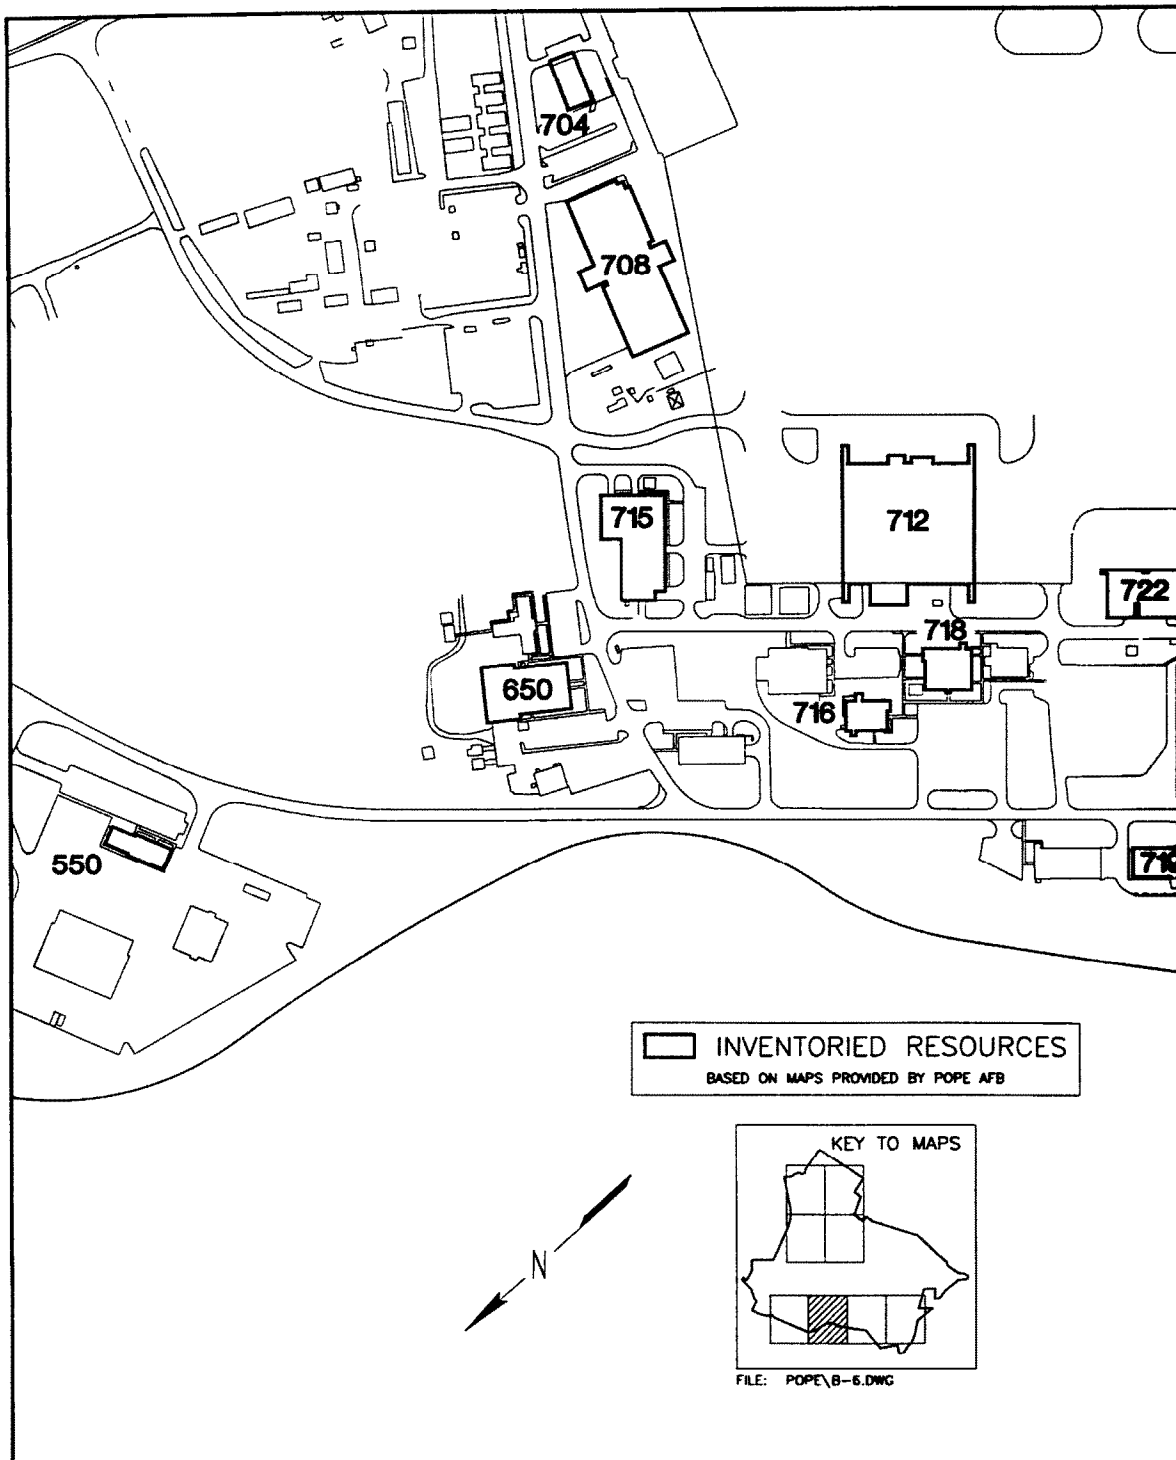 704
708
715
712
722
718
650
716
550
INVENTORIED RESOURCES
BASED ON MAPS PROVIDED BY POPE AFB
KEY TO MAPS
N
FILE: POPE\B-6.DWG